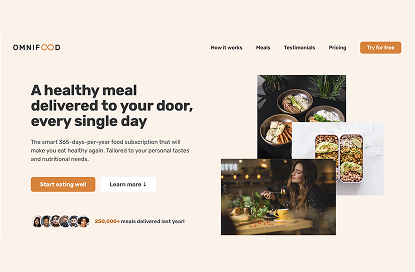 OMNIFOOD
How it works Meals Testimonials Pricing Try for free
A healthy meal
delivered to your door,
every single day
The smart 365-days-per-year food subscription that will
make you eat healthy again. Tailored to your personal tastes
and nutritional needs.
Start eating well Learn more ↓
250,000+ meals delivered last year!